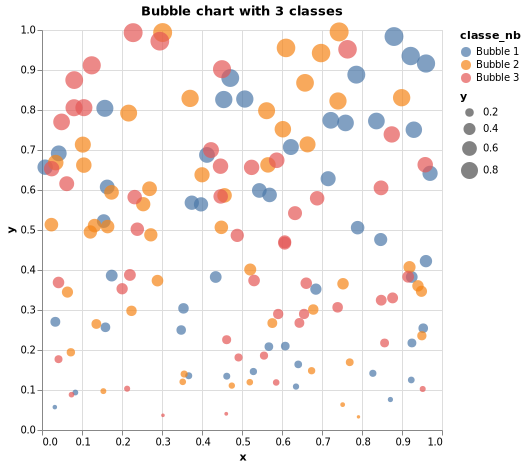 Bubble chart with 3 classes
classe_nb
Bubble 1
Bubble 2
Bubble 3
y
0.2
0.4
0.6
0.8
y
1.0
0.9
0.8
0.7
0.6
0.5
0.4
0.3
0.2
0.1
0.0
0.0 0.1 0.2 0.3 0.4 0.5 0.6 0.7 0.8 0.9 1.0
x